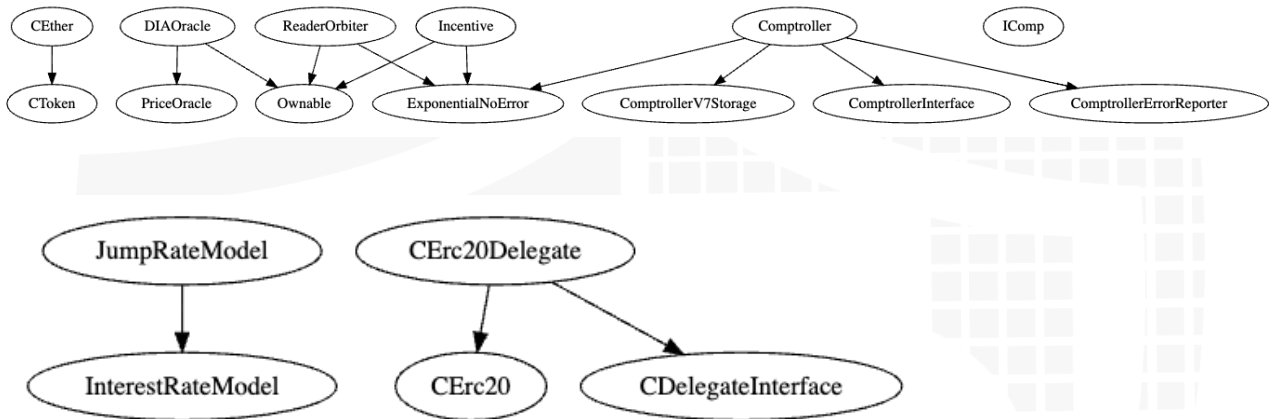 CEther DIAOracle ReaderOrbiter Incentive Comptroller IComp
CToken PriceOracle Ownable ExponentialNoError ComptrollerV7Storage ComptrollerInterface ComptrollerErrorReporter
JumpRateModel CErc20Delegate
InterestRateModel CErc20 CDelegateInterface